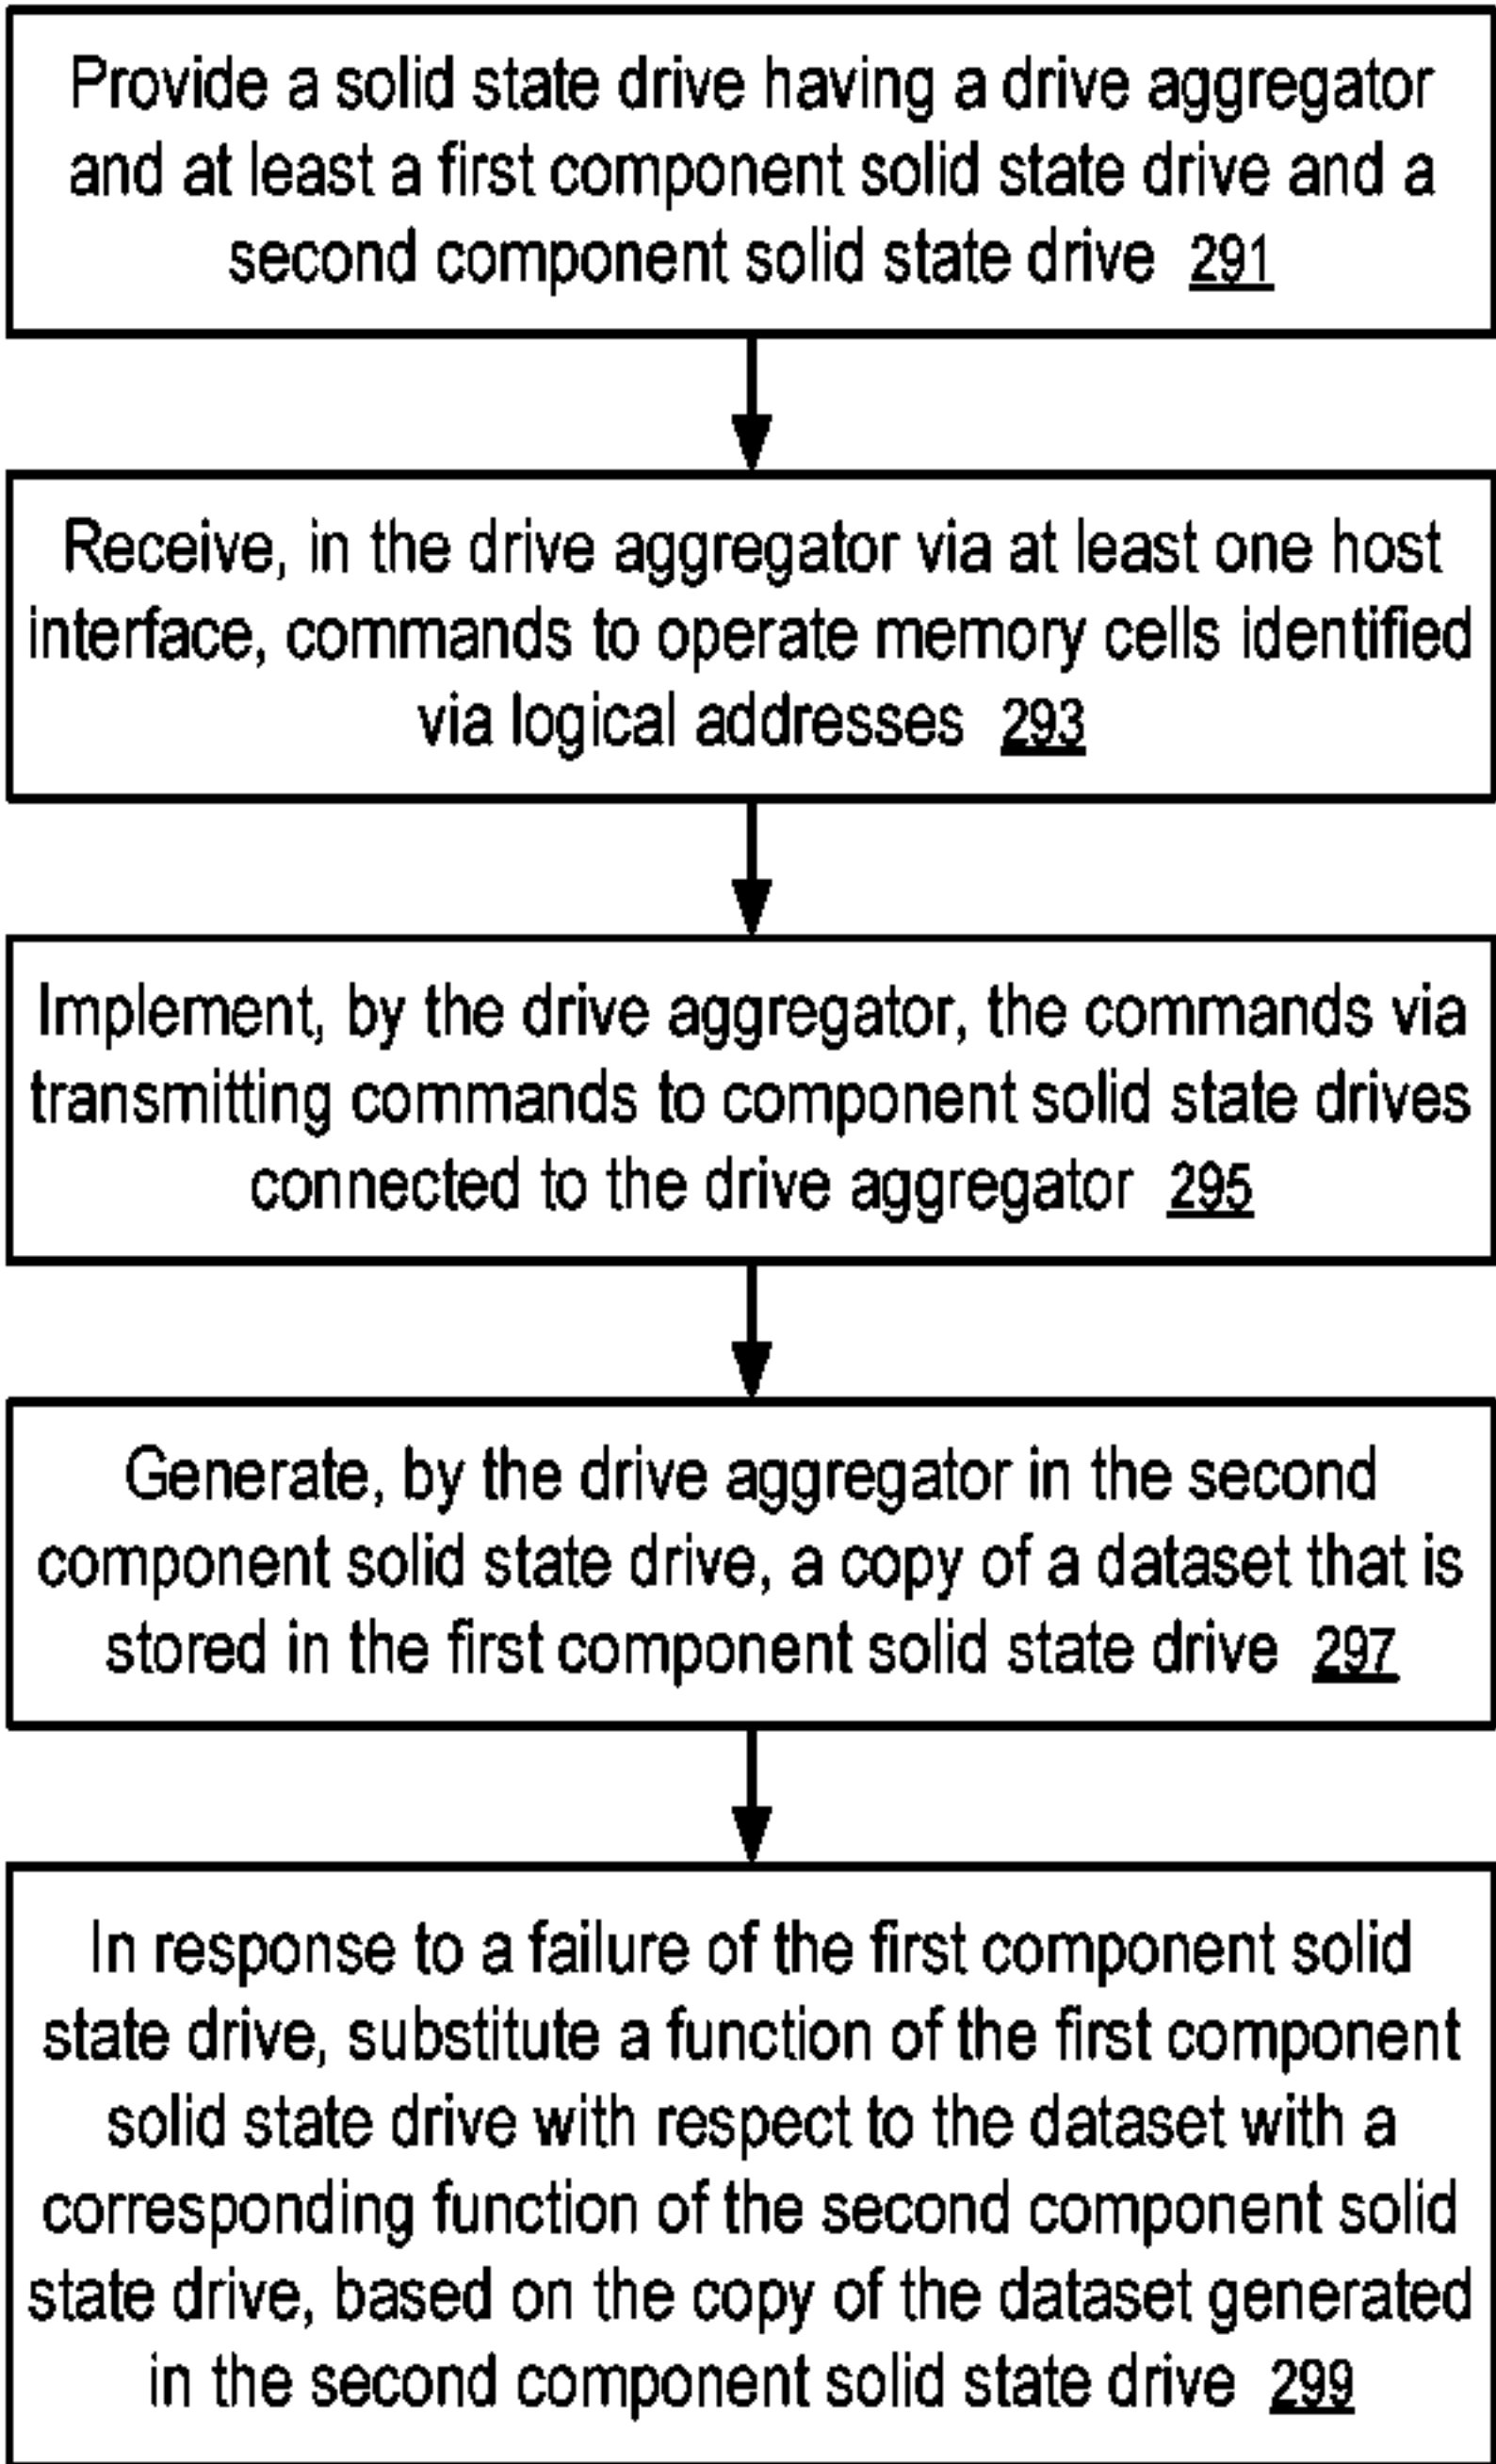 Provide a solid state drive having a drive aggregator
and at least a first component solid state drive and a
second component solid state drive 291
Receive, in the drive aggregator via at least one host
interface, commands to operate memory cells identified
via logical addresses 293
Implement, by the drive aggregator, the commands via
transmitting commands to component solid state drives
connected to the drive aggregator 295
Generate, by the drive aggregator in the second
component solid state drive, a copy of a dataset that is
stored in the first component solid state drive 297
In response to a failure of the first component solid
state drive, substitute a function of the first component
solid state drive with respect to the dataset with a
corresponding function of the second component solid
state drive, based on the copy of the dataset generated
in the second component solid state drive 299